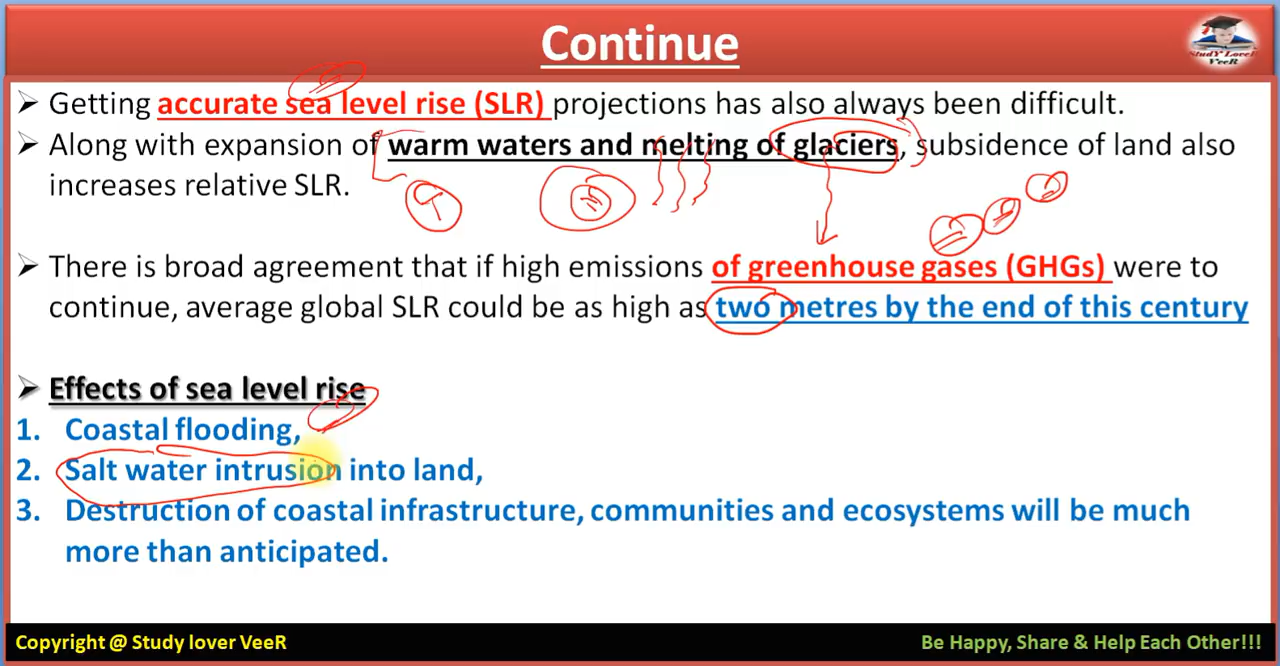 Continue
StudY LoveR
VeeR
➤ Getting accurate sea level rise (SLR) projections has also always been difficult.
➤ Along with expansion of warm waters and melting of glaciers, subsidence of land also
increases relative SLR.
➤ There is broad agreement that if high emissions of greenhouse gases (GHGs) were to
continue, average global SLR could be as high as two metres by the end of this century
➤ Effects of sea level rise
1. Coastal flooding,
2. Salt water intrusion into land,
3. Destruction of coastal infrastructure, communities and ecosystems will be much
more than anticipated.
Copyright @ Study lover VeeR
Be Happy, Share & Help Each Other!!!